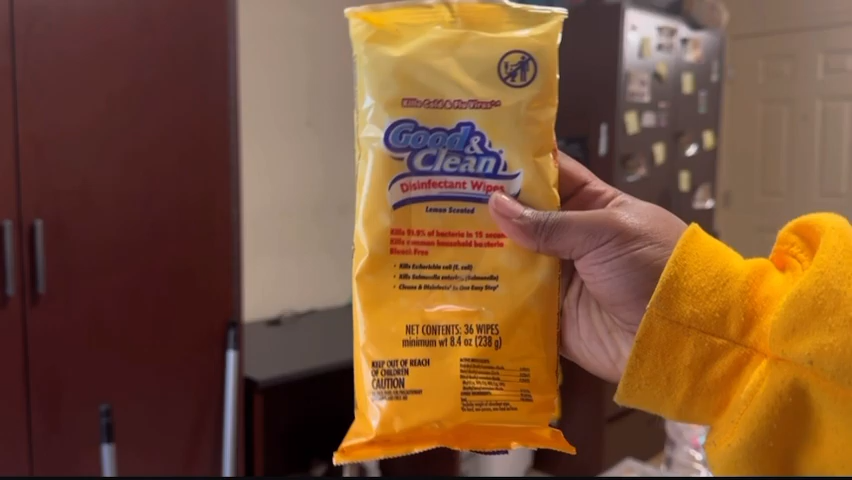 Kills Cold & Flu Virus*^
Good &
Clean
Disinfectant Wipes
Lemon Scented
Kills 99.9% of bacteria in 15 secon
Kills common household bacteria
Bleach Free
• Kills Escherichia coli (E. coli)
• Kills Salmonella enterica (Salmonella)
• Cleans & Disinfects in One Easy Step
NET CONTENTS: 36 WIPES
minimum wt 8.4 oz (238 g)
KEEP OUT OF REACH
OF CHILDREN
CAUTION